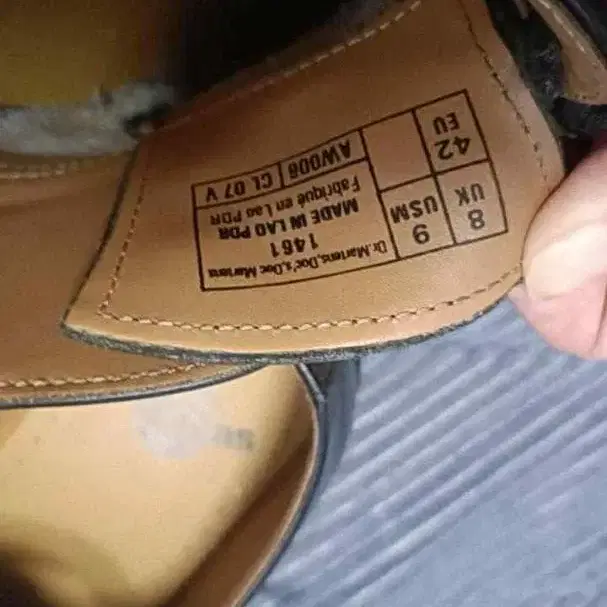 8 UK
9 USM
42 EU
Dr.Martens,Doc's,Doc Martens
1461
MADE IN LAO PDR
Fabriqué en Lao PDR
AW006 CL 07 V